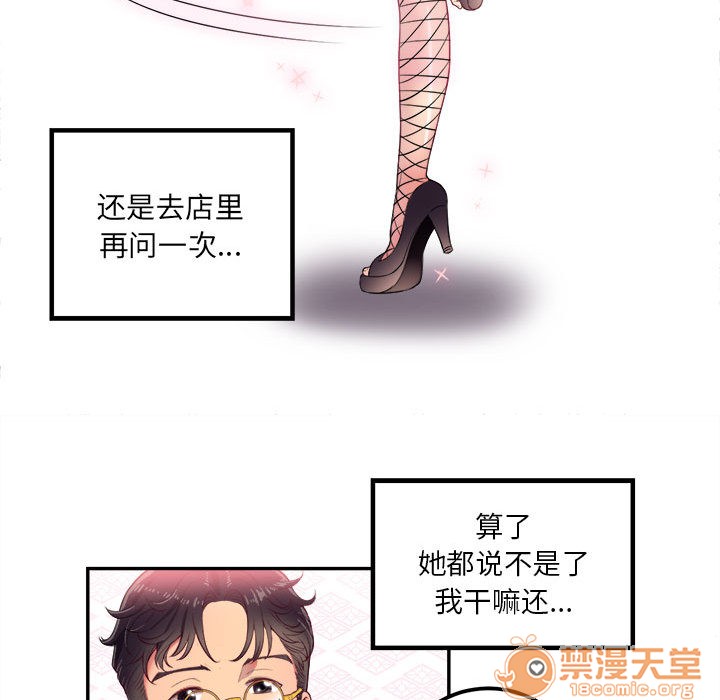 还是去店里
再问一次...
算了
她都说不是了
我干嘛还...
禁漫天堂
18comic.org